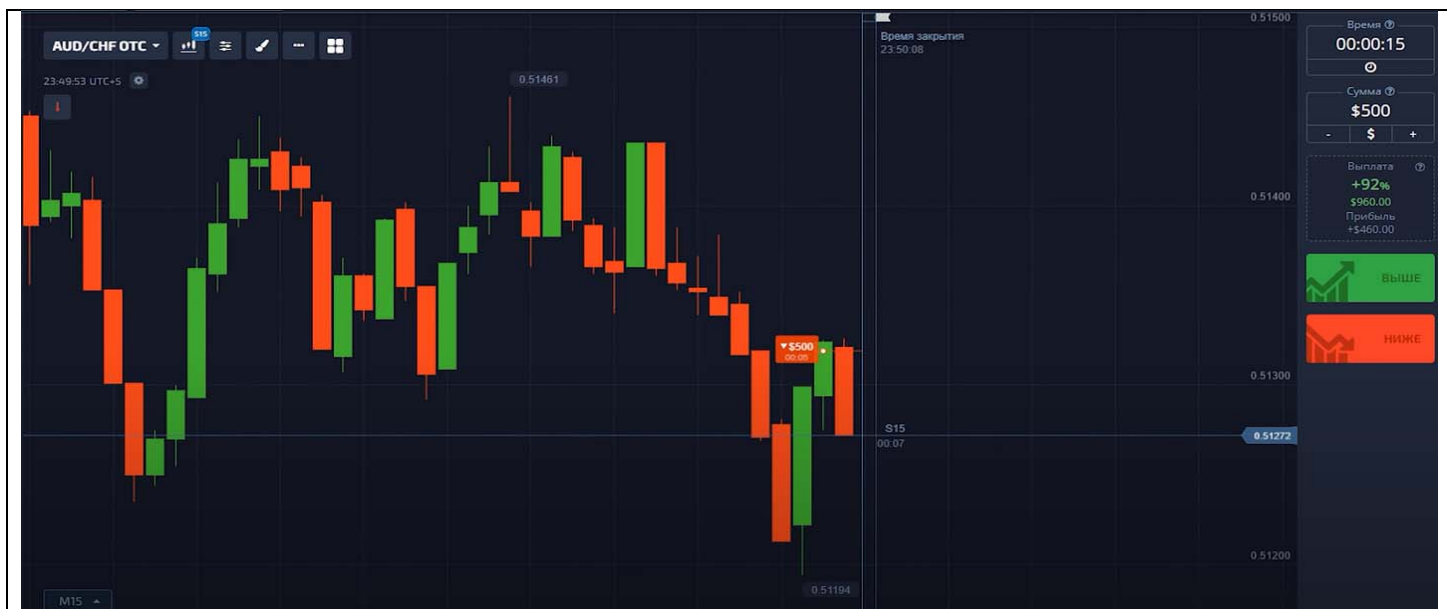 AUD/CHF OTC
S15
23:49:53 UTC+5
0.51461
Время закрытия
23:50:08
0.51500
0.51400
0.51300
0.51272
0.51200
$500
00:05
S15
00:07
0.51194
M15
Время
00:00:15
Сумма
$500
- $ +
Выплата
+92%
$960.00
Прибыль
+$460.00
ВЫШЕ
НИЖЕ